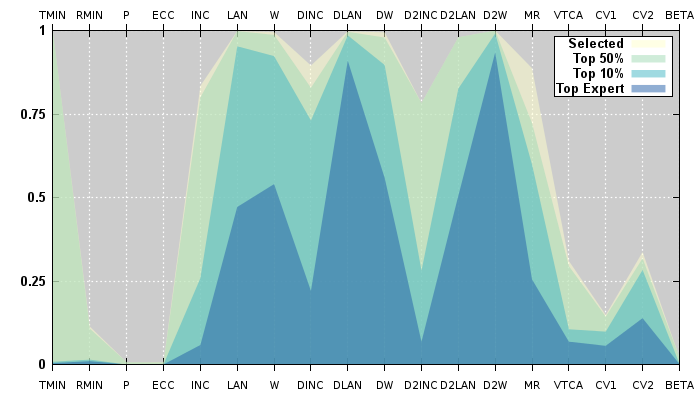 TMIN RMIN P ECC INC LAN W DINC DLAN DW D2INC D2LAN D2W MR VTCA CV1 CV2 BETA
1
Selected
Top 50%
Top 10%
Top Expert
0.75
0.5
0.25
0
TMIN RMIN P ECC INC LAN W DINC DLAN DW D2INC D2LAN D2W MR VTCA CV1 CV2 BETA